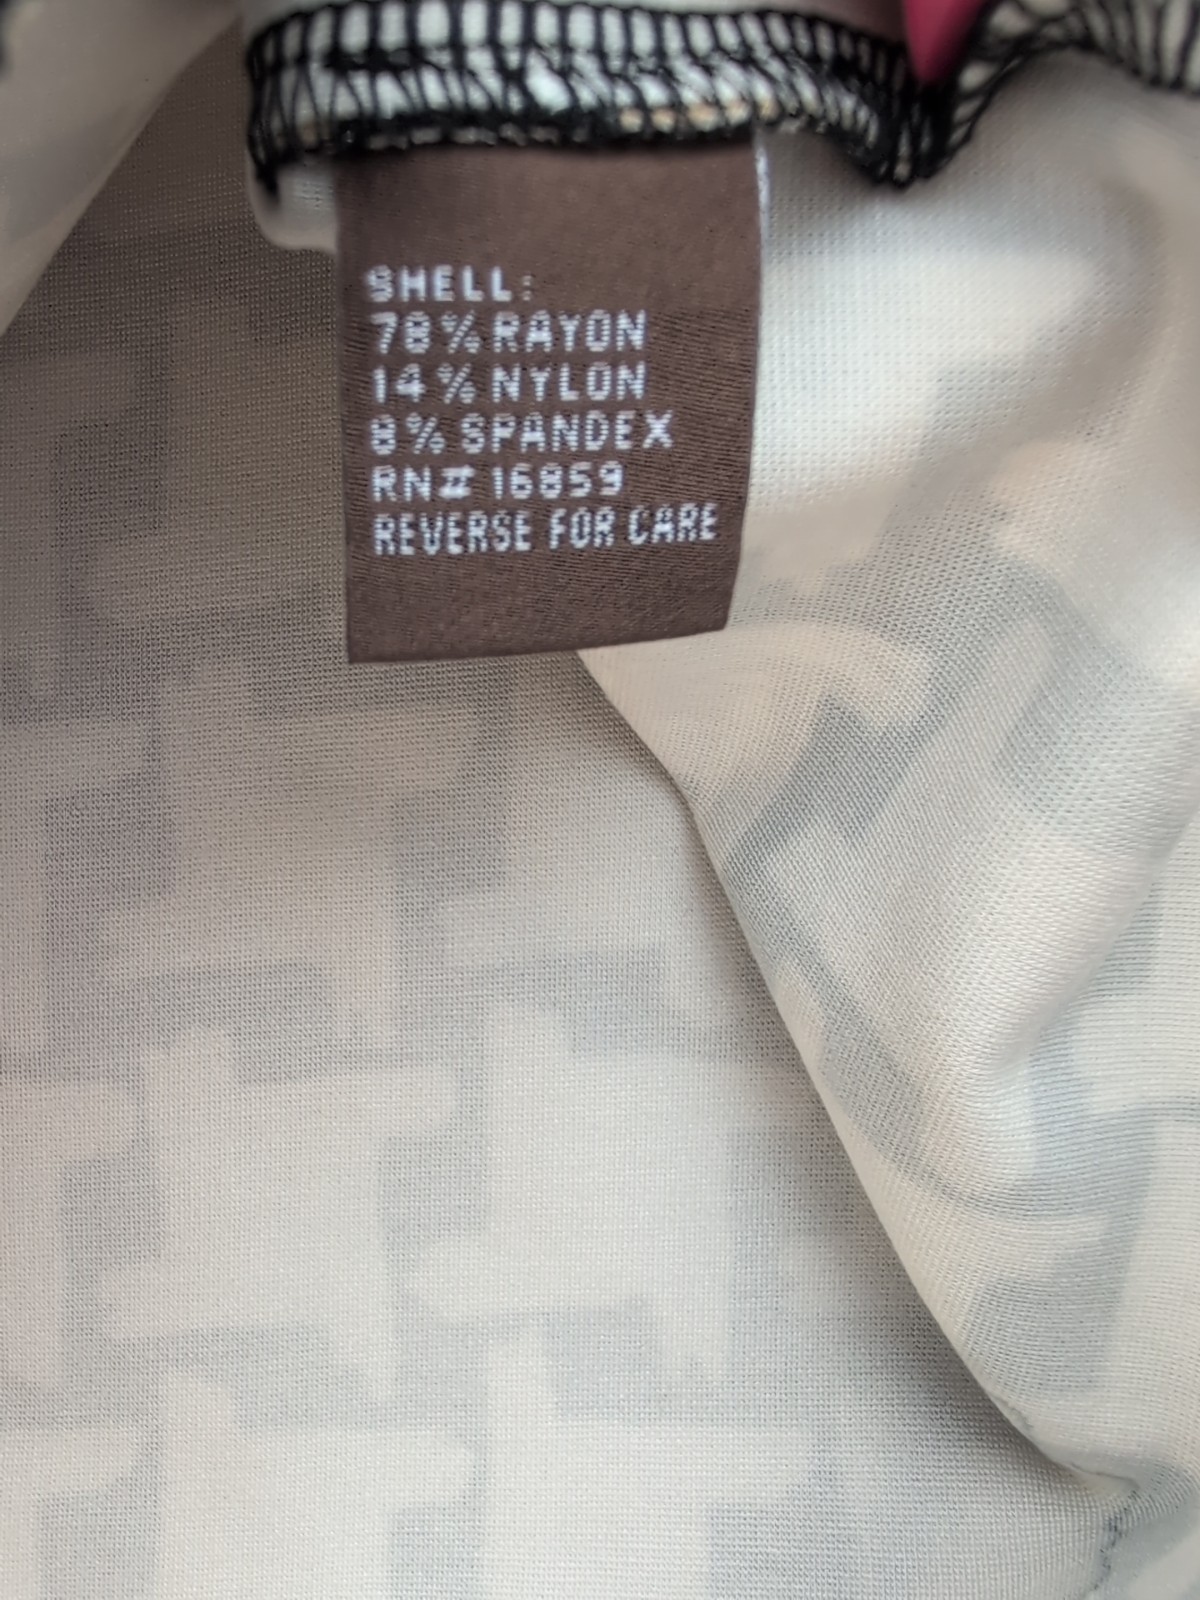 SHELL:
78% RAYON
14% NYLON
8% SPANDEX
RN# 16859
REVERSE FOR CARE